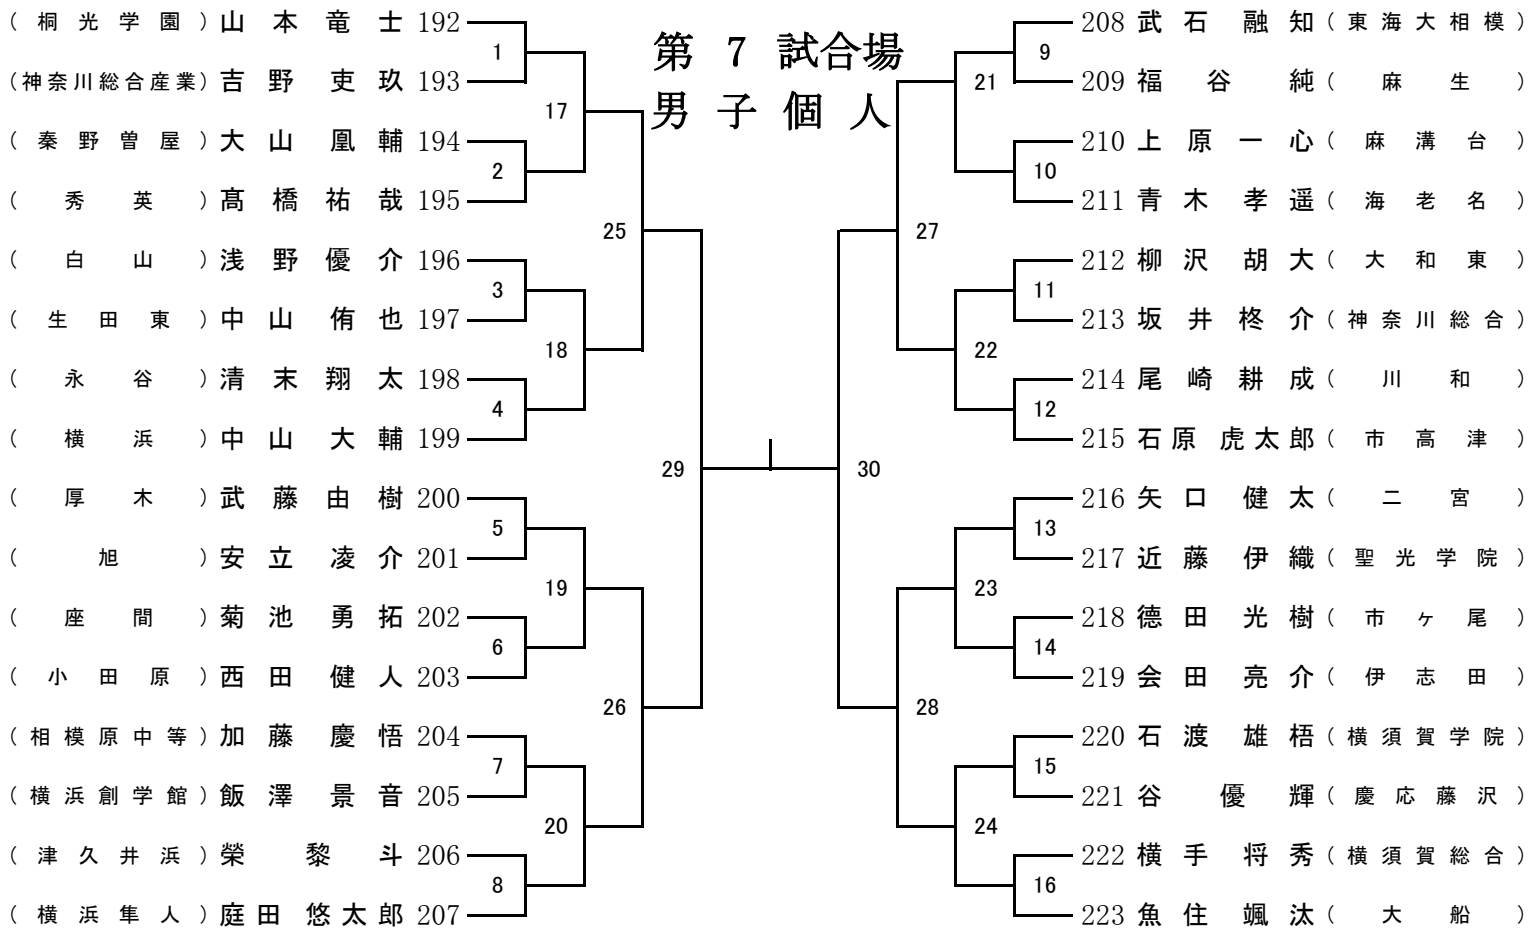 第 7 試合場
男子個人
(桐光学園) 山本竜士 192
(神奈川総合産業) 吉野吏玖 193
(秦野曽屋) 大山凰輔 194
(秀英) 髙橋祐哉 195
(白山) 浅野優介 196
(生田東) 中山侑也 197
(永谷) 清末翔太 198
(横浜) 中山大輔 199
(厚木) 武藤由樹 200
(旭) 安立凌介 201
(座間) 菊池勇拓 202
(小田原) 西田健人 203
(相模原中等) 加藤慶悟 204
(横浜創学館) 飯澤景音 205
(津久井浜) 榮黎斗 206
(横浜隼人) 庭田悠太郎 207
1
2
3
4
5
6
7
8
17
18
19
20
25
26
29
30
27
28
21
22
23
24
9
10
11
12
13
14
15
16
208 武石融知 (東海大相模)
209 福谷純 (麻生)
210 上原一心 (麻溝台)
211 青木孝遥 (海老名)
212 柳沢胡大 (大和東)
213 坂井柊介 (神奈川総合)
214 尾崎耕成 (川和)
215 石原虎太郎 (市高津)
216 矢口健太 (二宮)
217 近藤伊織 (聖光学院)
218 德田光樹 (市ヶ尾)
219 会田亮介 (伊志田)
220 石渡雄梧 (横須賀学院)
221 谷優輝 (慶応藤沢)
222 横手将秀 (横須賀総合)
223 魚住颯汰 (大船)